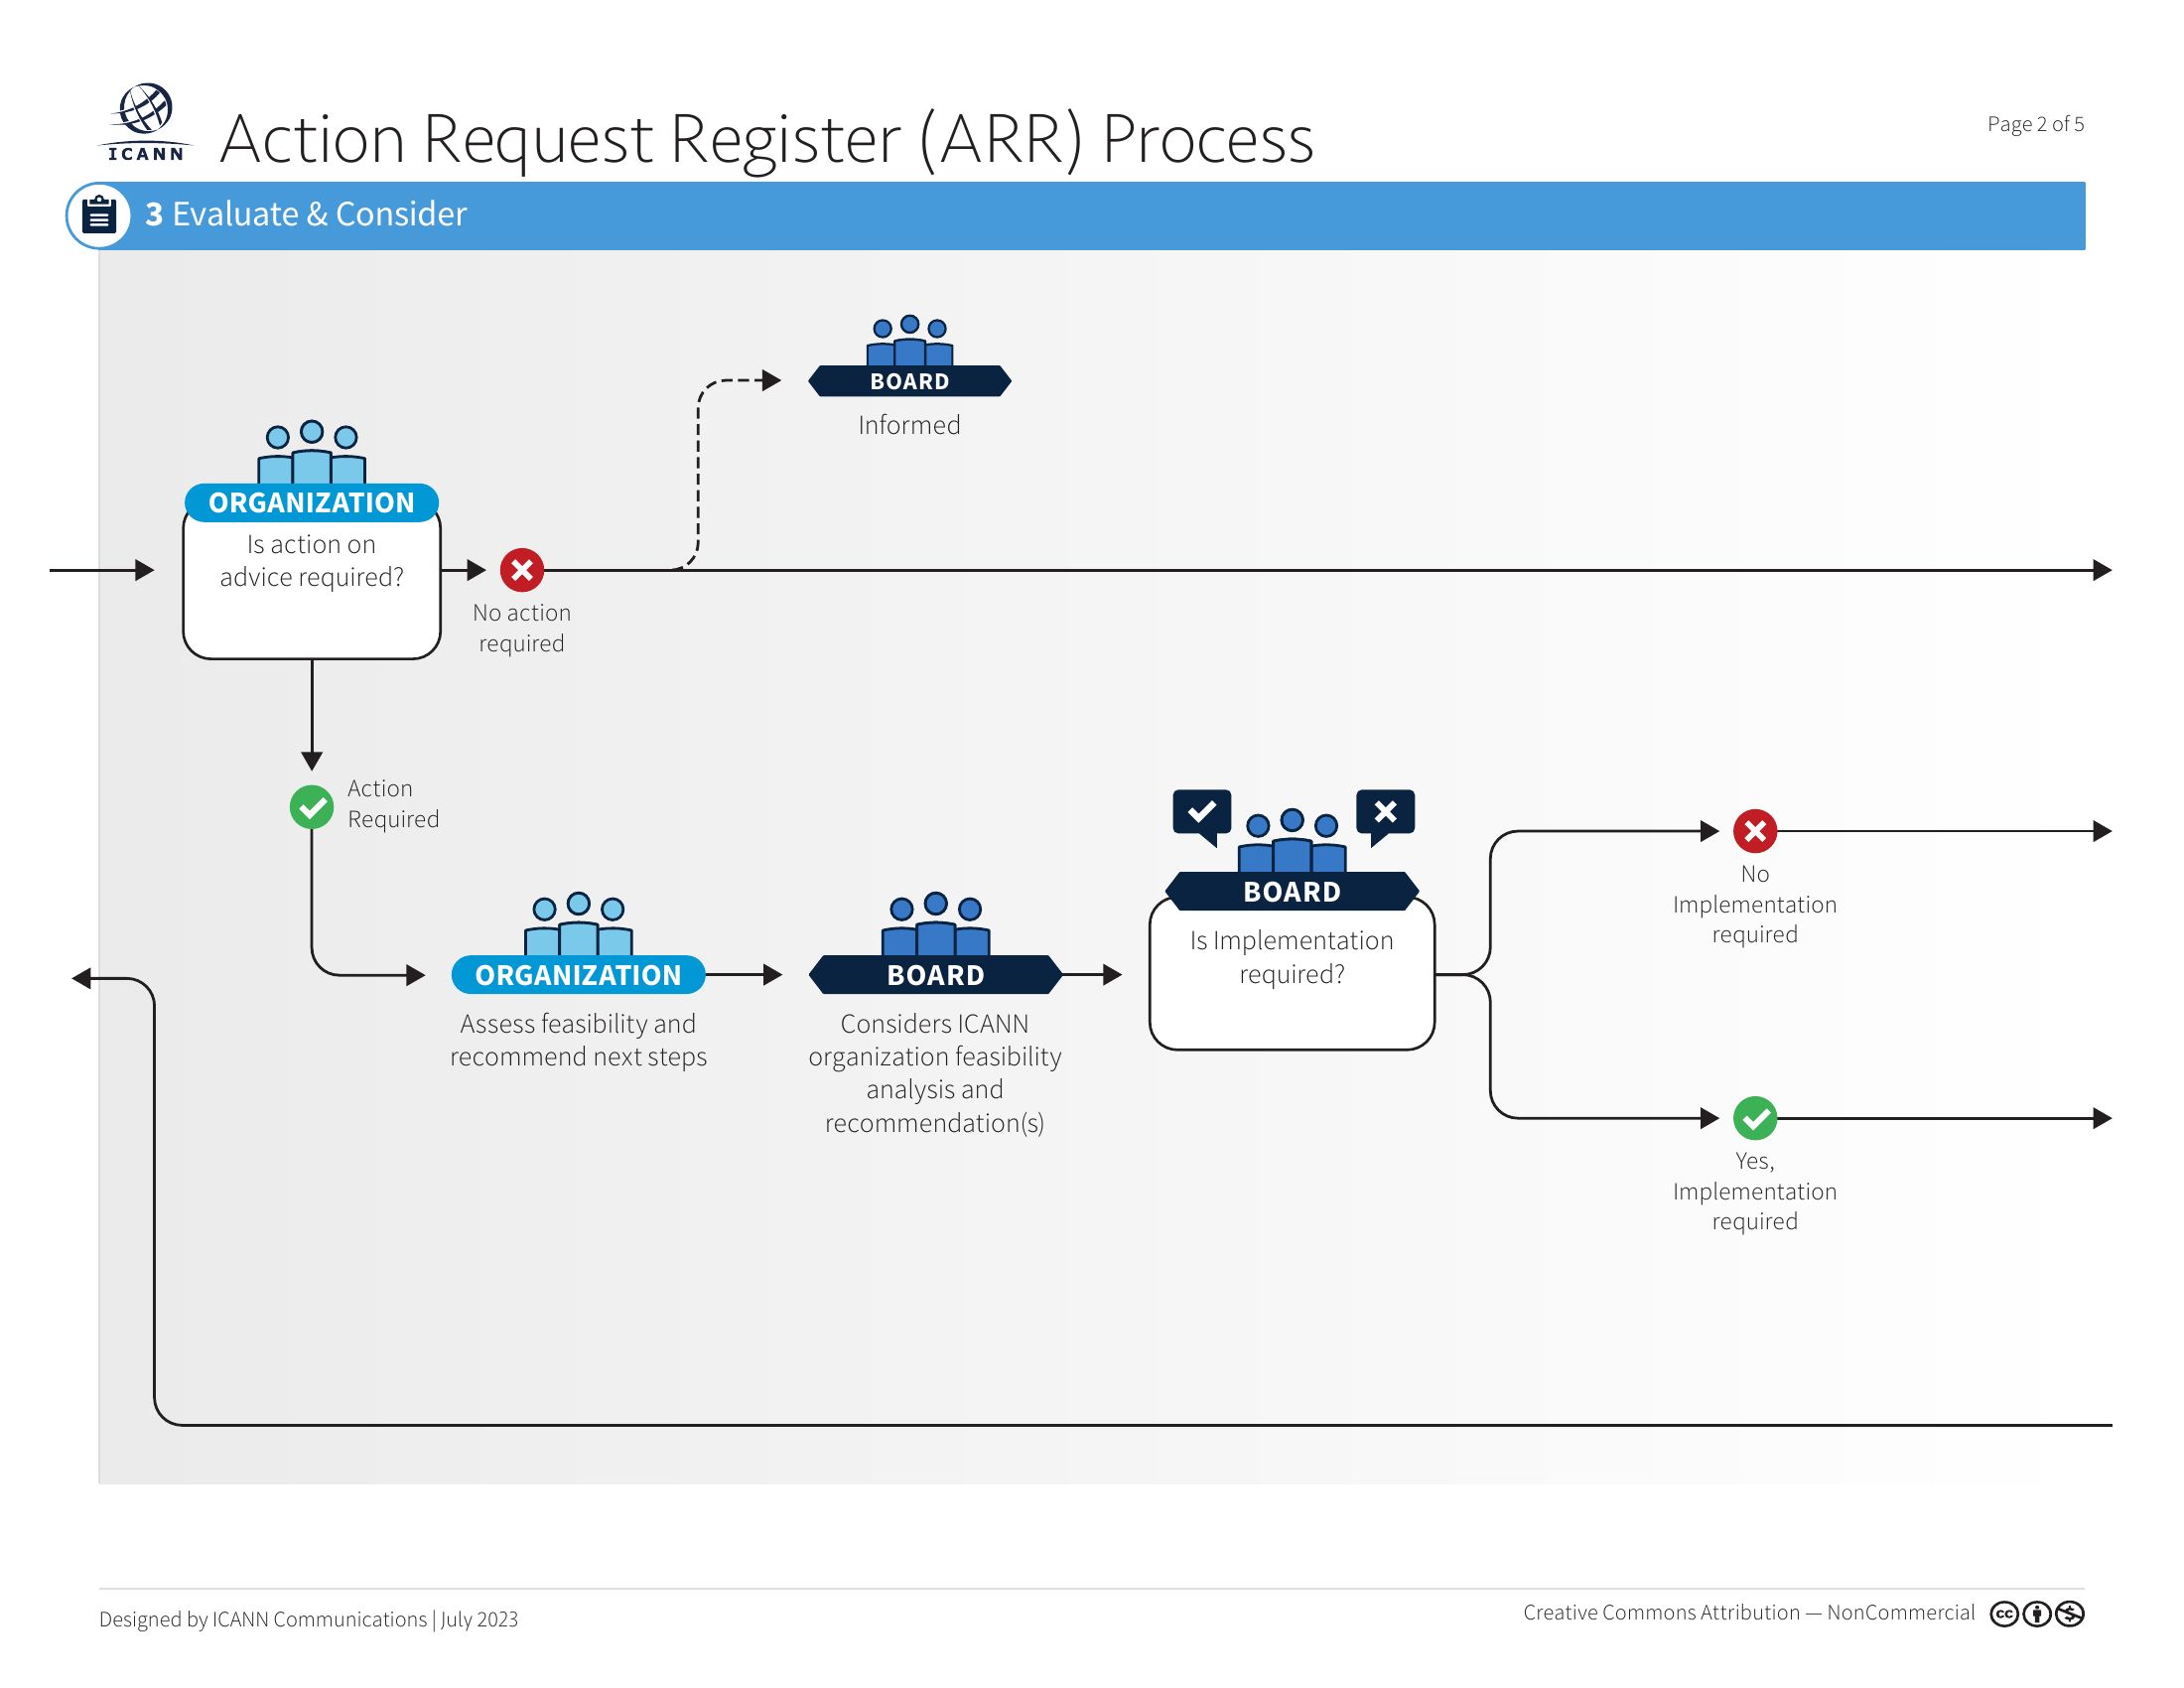 ICANN
Action Request Register (ARR) Process
Page 2 of 5
3 Evaluate & Consider
BOARD
Informed
ORGANIZATION
Is action on
advice required?
No action
required
Action
Required
ORGANIZATION
Assess feasibility and
recommend next steps
BOARD
Considers ICANN
organization feasibility
analysis and
recommendation(s)
BOARD
Is Implementation
required?
No
Implementation
required
Yes,
Implementation
required
Designed by ICANN Communications | July 2023
Creative Commons Attribution — NonCommercial
cc